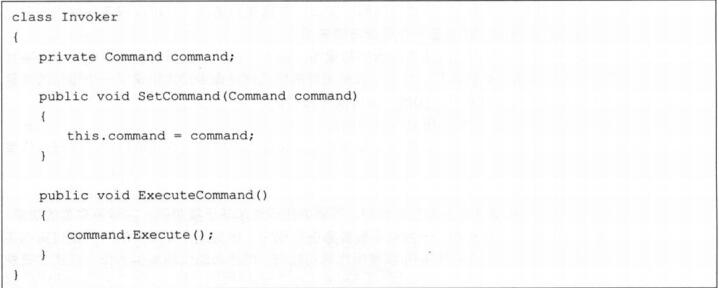 class Invoker
{
private Command command;
public void SetCommand(Command command)
{
this.command = command;
}
public void ExecuteCommand()
{
command.Execute();
}
}